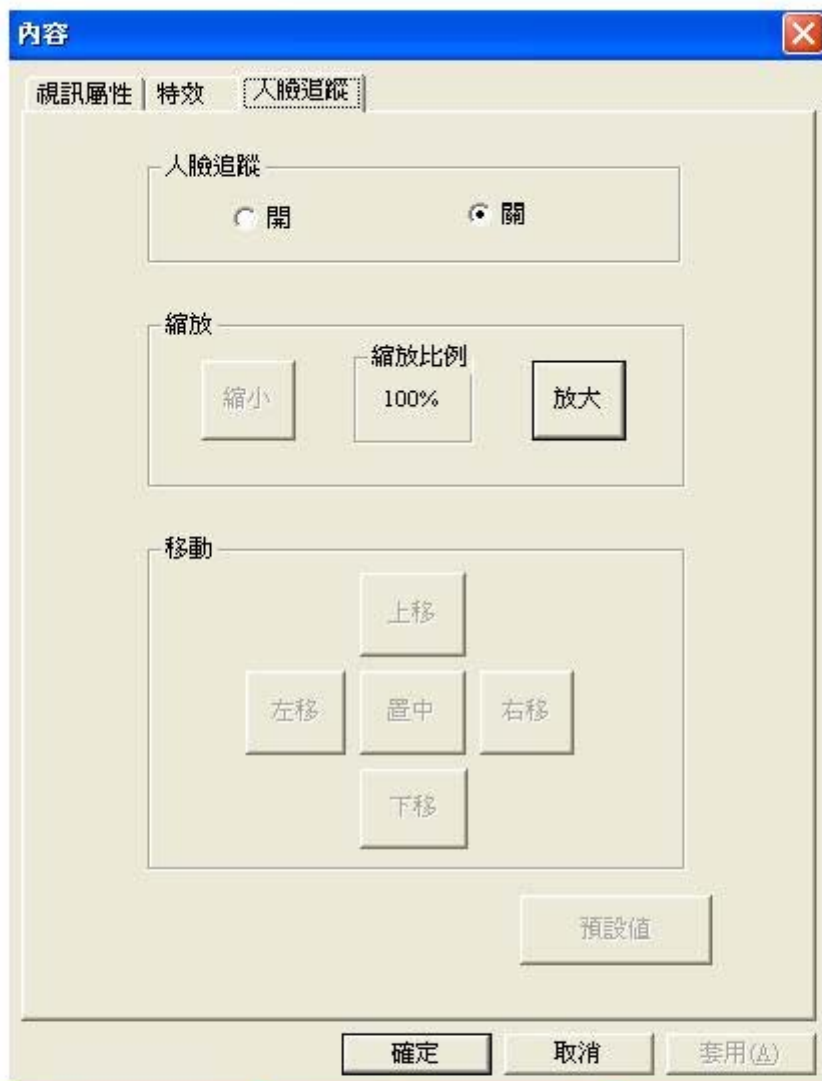 內容
視訊屬性 特效 人臉追蹤
人臉追蹤
開 關
縮放
縮小 縮放比例 100% 放大
移動
上移
左移 置中 右移
下移
預設值
確定 取消 套用(A)